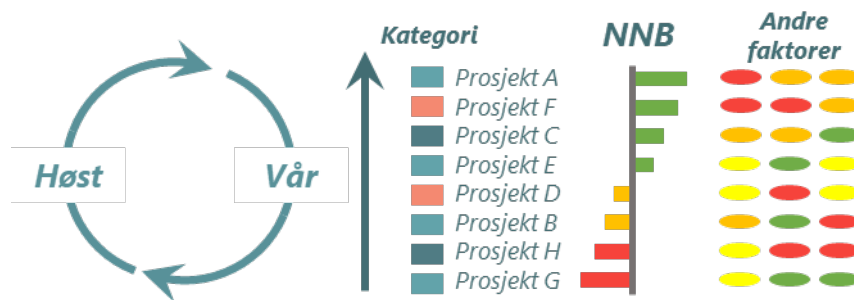 Høst
Vår
Kategori
NNB
Andre
faktorer
Prosjekt A
Prosjekt F
Prosjekt C
Prosjekt E
Prosjekt D
Prosjekt B
Prosjekt H
Prosjekt G